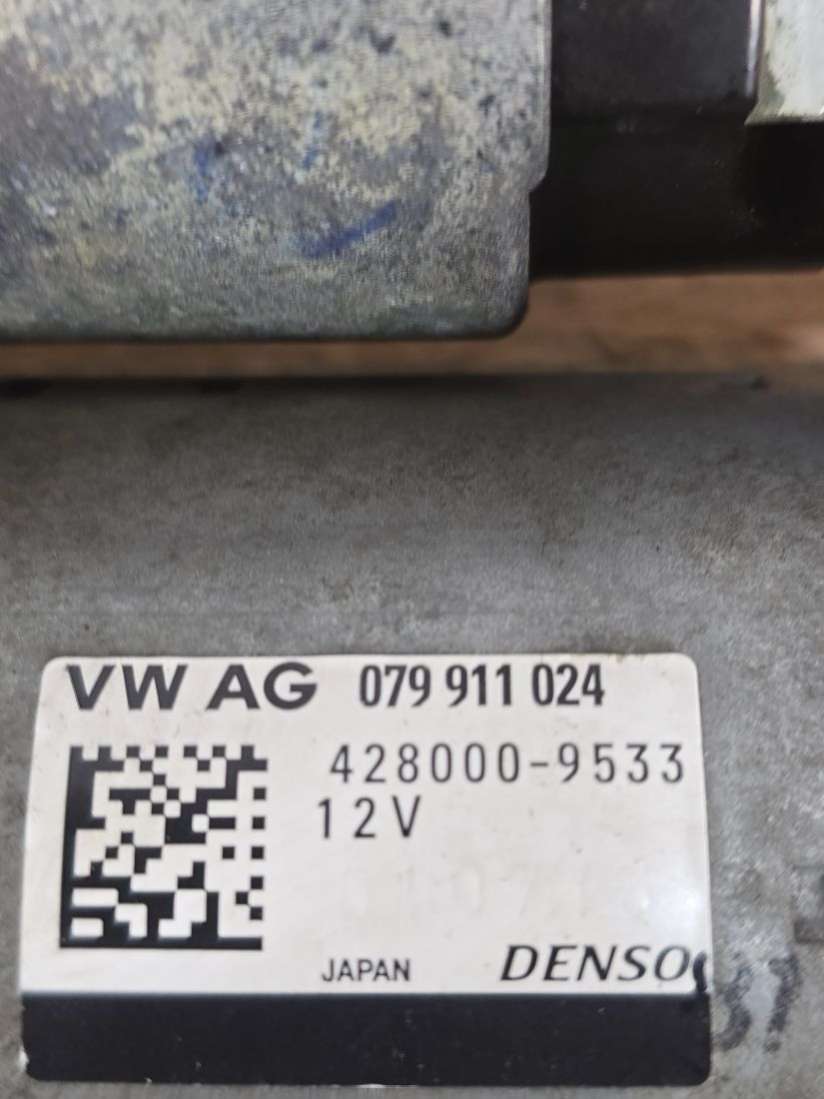 VW AG 079 911 024
428000-9533
12V
JAPAN DENSO